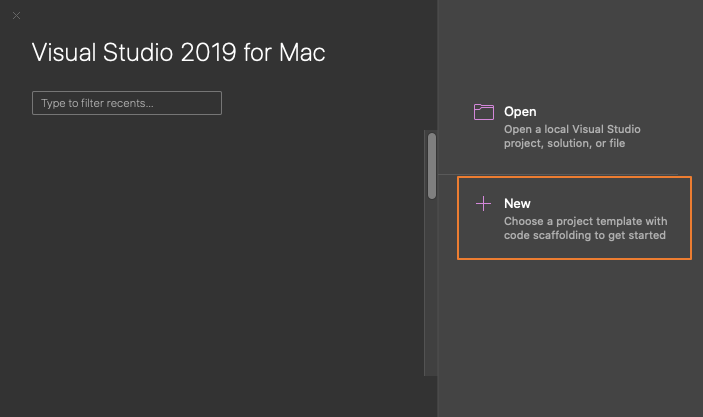 Visual Studio 2019 for Mac
Type to filter recents...
Open
Open a local Visual Studio
project, solution, or file
New
Choose a project template with
code scaffolding to get started